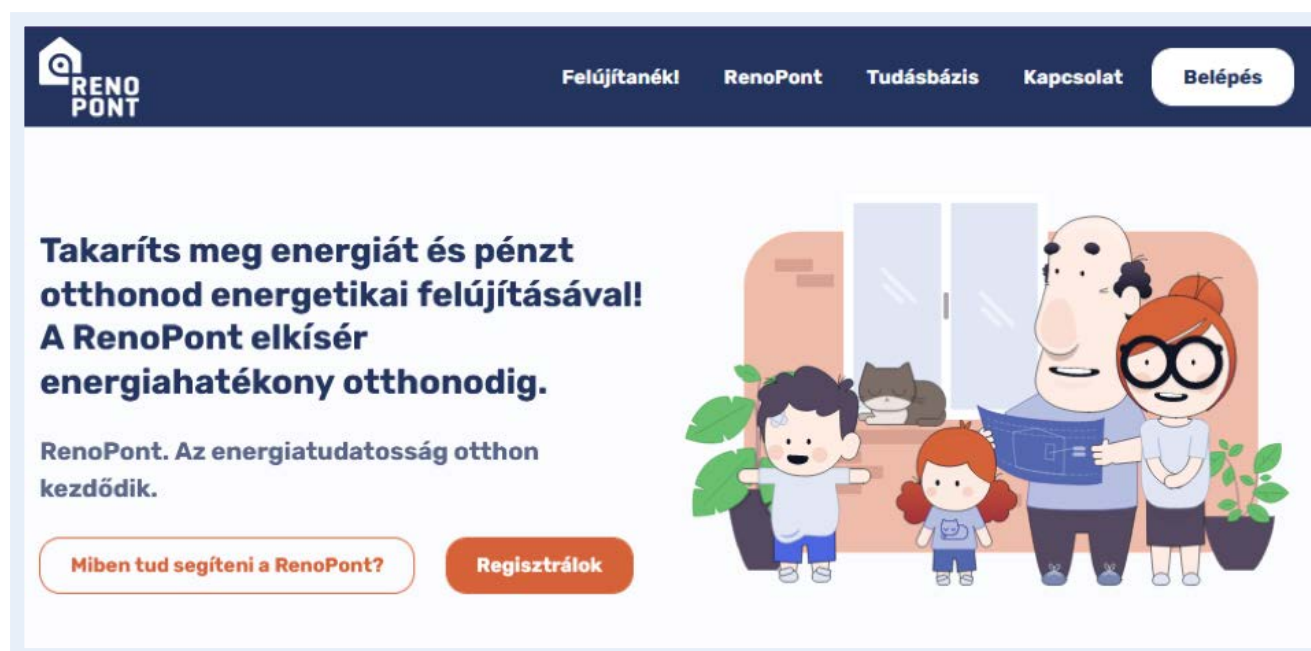 RENO
PONT
Felújítanék! RenoPont Tudásbázis Kapcsolat Belépés
Takaríts meg energiát és pénzt
otthonod energetikai felújításával!
A RenoPont elkísér
energiahatékony otthonodig.
RenoPont. Az energiatudatosság otthon
kezdődik.
Miben tud segíteni a RenoPont? Regisztrálok